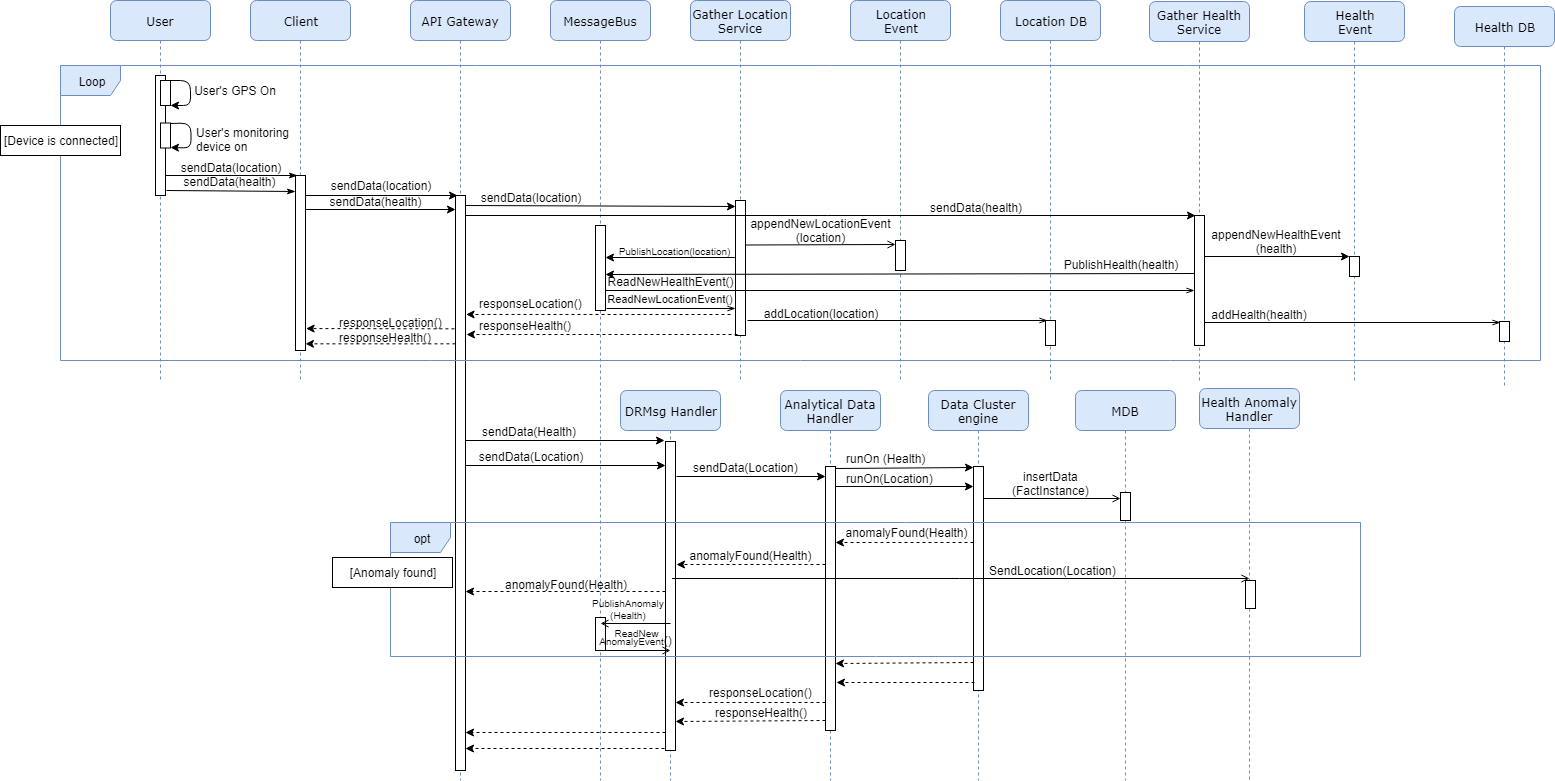 User
Client
API Gateway
MessageBus
Gather Location
Service
Location
Event
Location DB
Gather Health
Service
Health
Event
Health DB
Loop
User's GPS On
[Device is connected]
User's monitoring
device on
sendData(location)
sendData(health)
sendData(location)
sendData(health)
sendData(location)
sendData(health)
appendNewLocationEvent
(location)
appendNewHealthEvent
(health)
PublishLocation(location)
PublishHealth(health)
ReadNewHealthEvent()
ReadNewLocationEvent()
responseLocation()
addLocation(location)
addHealth(health)
responseLocation()
responseHealth()
responseHealth()
DRMsg Handler
Analytical Data
Handler
Data Cluster
engine
MDB
Health Anomaly
Handler
sendData(Health)
sendData(Location)
sendData(Location)
runOn (Health)
runOn(Location)
insertData
(FactInstance)
opt
[Anomaly found]
anomalyFound(Health)
anomalyFound(Health)
SendLocation(Location)
anomalyFound(Health)
PublishAnomaly
(Health)
ReadNew
AnomalyEvent()
responseLocation()
responseHealth()